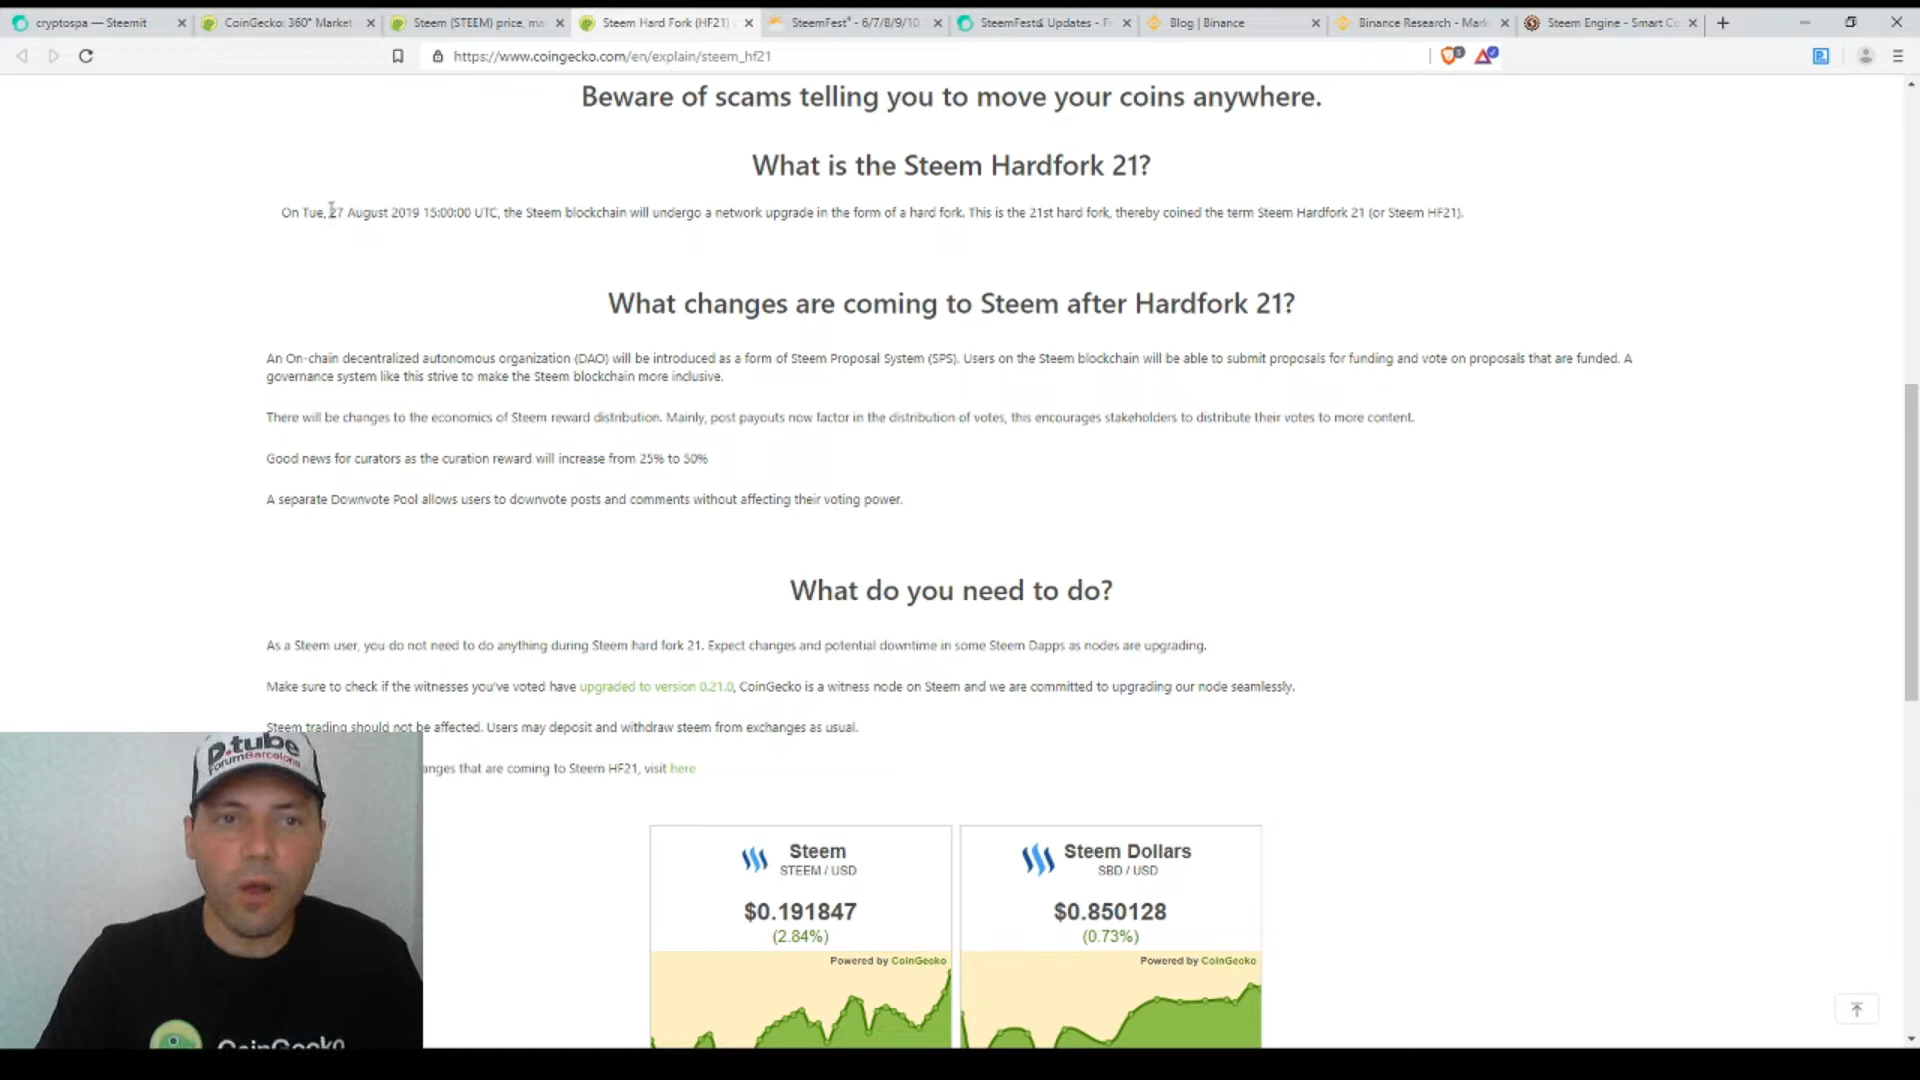 cryptospa — Steemit
CoinGecko: 360° Market
Steem (STEEM) price, ma
Steem Hard Fork (HF21)
SteemFest⁴ - 6/7/8/9/10
Updates - F
Blog | Binance
Binance Research - Mark
Steem Engine - Smart Co
https://www.coingecko.com/en/explain/steem_hf21
Beware of scams telling you to move your coins anywhere.
What is the Steem Hardfork 21?
On Tue, 27 August 2019 15:00:00 UTC, the Steem blockchain will undergo a network upgrade in the form of a hard fork. This is the 21st hard fork, thereby coined the term Steem Hardfork 21 (or Steem HF21).
What changes are coming to Steem after Hardfork 21?
An On-chain decentralized autonomous organization (DAO) will be introduced as a form of Steem Proposal System (SPS). Users on the Steem blockchain will be able to submit proposals for funding and vote on proposals that are funded. A
governance system like this strive to make the Steem blockchain more inclusive.
There will be changes to the economics of Steem reward distribution. Mainly, post payouts now factor in the distribution of votes, this encourages stakeholders to distribute their votes to more content.
Good news for curators as the curation reward will increase from 25% to 50%
A separate Downvote Pool allows users to downvote posts and comments without affecting their voting power.
What do you need to do?
As a Steem user, you do not need to do anything during Steem hard fork 21. Expect changes and potential downtime in some Steem Dapps as nodes are upgrading.
Make sure to check if the witnesses you've voted have upgraded to version 0.21.0, CoinGecko is a witness node on Steem and we are committed to upgrading our node seamlessly.
Steem trading should not be affected. Users may deposit and withdraw steem from exchanges as usual.
anges that are coming to Steem HF21, visit here
D.tube
ForumBarcelona
CoinGecko
Steem
STEEM / USD
$0.191847
(2.84%)
Powered by CoinGecko
Steem Dollars
SBD / USD
$0.850128
(0.73%)
Powered by CoinGecko